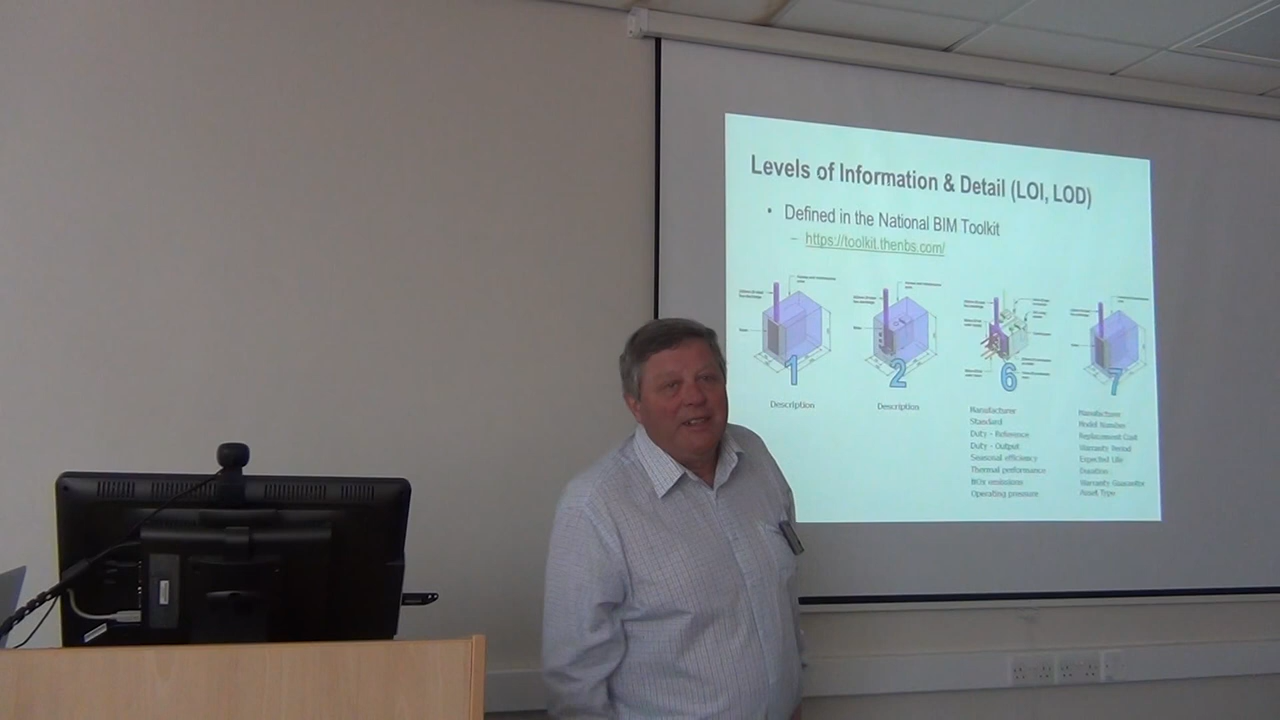 Levels of Information & Detail (LOI, LOD)
• Defined in the National BIM Toolkit
– https://toolkit.thenbs.com/
1
2
6
7
Description
Description
Manufacturer
Standard
Duty - Reference
Duty - Output
Seasonal efficiency
Thermal performance
NOx emissions
Operating pressure
Manufacturer
Model Number
Replacement Cost
Warranty Period
Expected Life
Duration
Warranty Guarantor
Asset Type